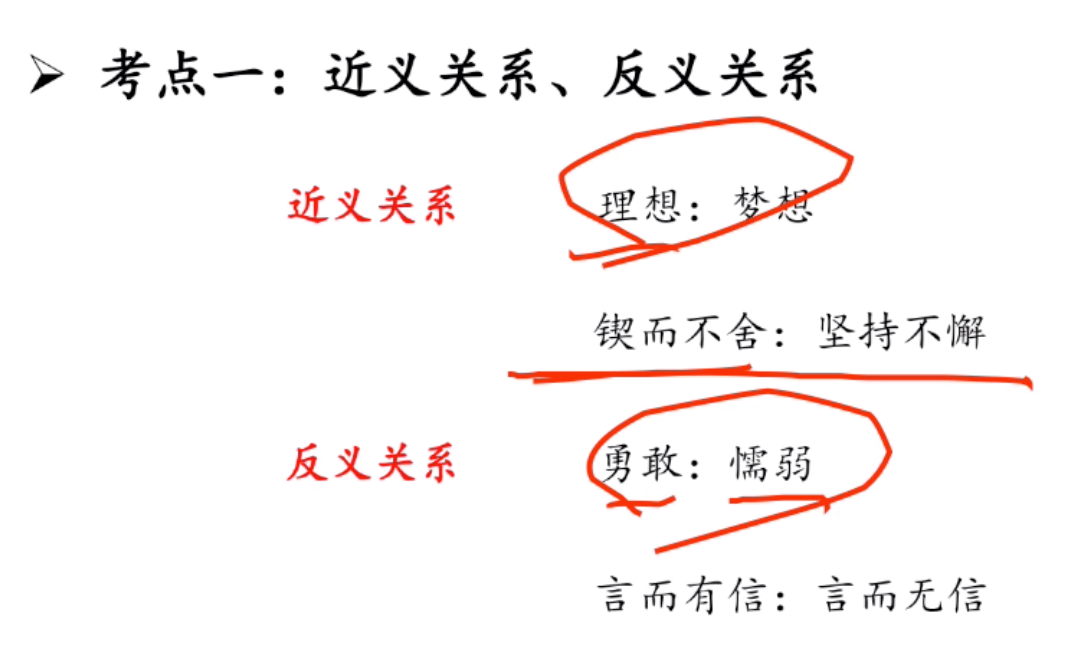 ➢ 考点一：近义关系、反义关系
近义关系 理想：梦想
锲而不舍：坚持不懈
反义关系 勇敢：懦弱
言而有信：言而无信